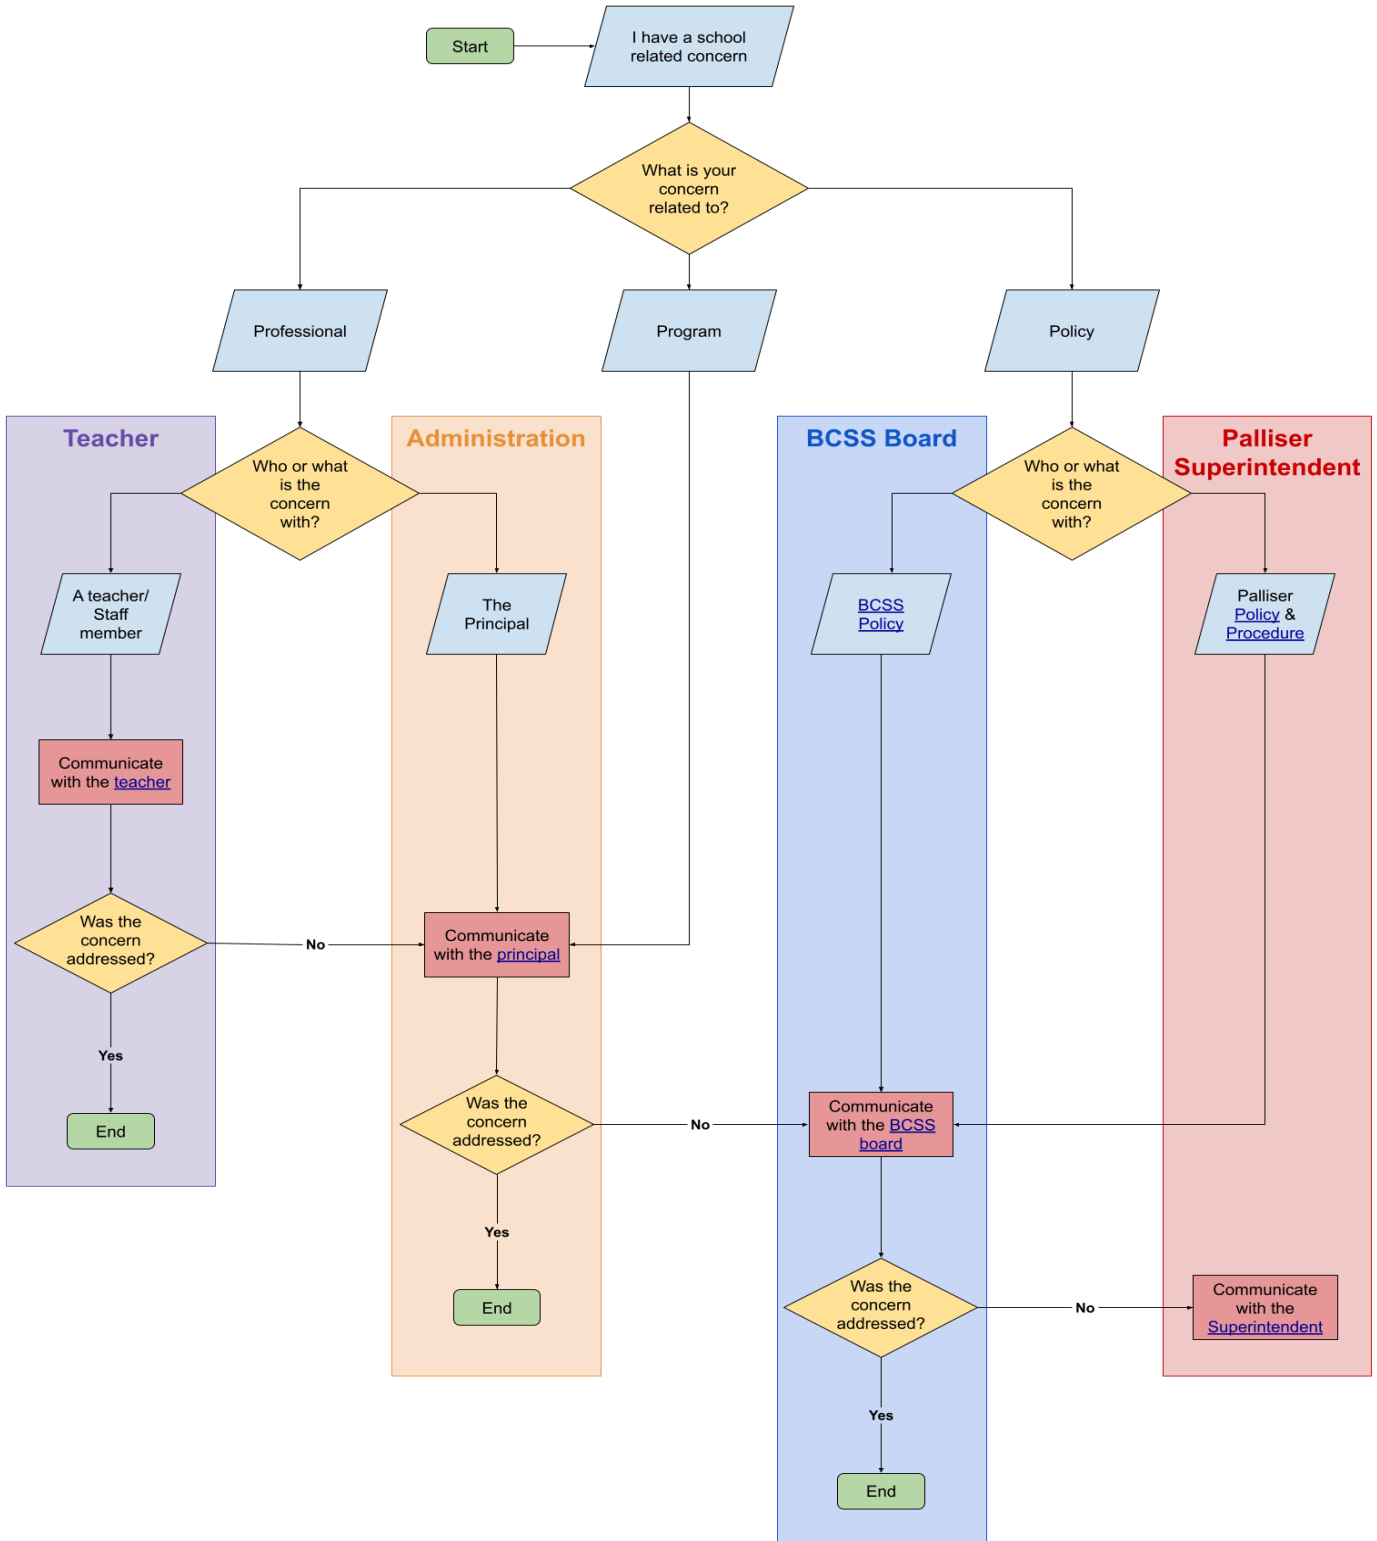 Start
I have a school
related concern
What is your
concern
related to?
Professional
Program
Policy
Teacher
Administration
BCSS Board
Palliser
Superintendent
Who or what
is the
concern
with?
Who or what
is the
concern
with?
A teacher/
Staff
member
The
Principal
BCSS
Policy
Palliser
Policy &
Procedure
Communicate
with the teacher
Was the
concern
addressed?
No
Communicate
with the principal
Yes
End
Was the
concern
addressed?
No
Communicate
with the BCSS
board
Yes
End
Was the
concern
addressed?
No
Communicate
with the
Superintendent
Yes
End